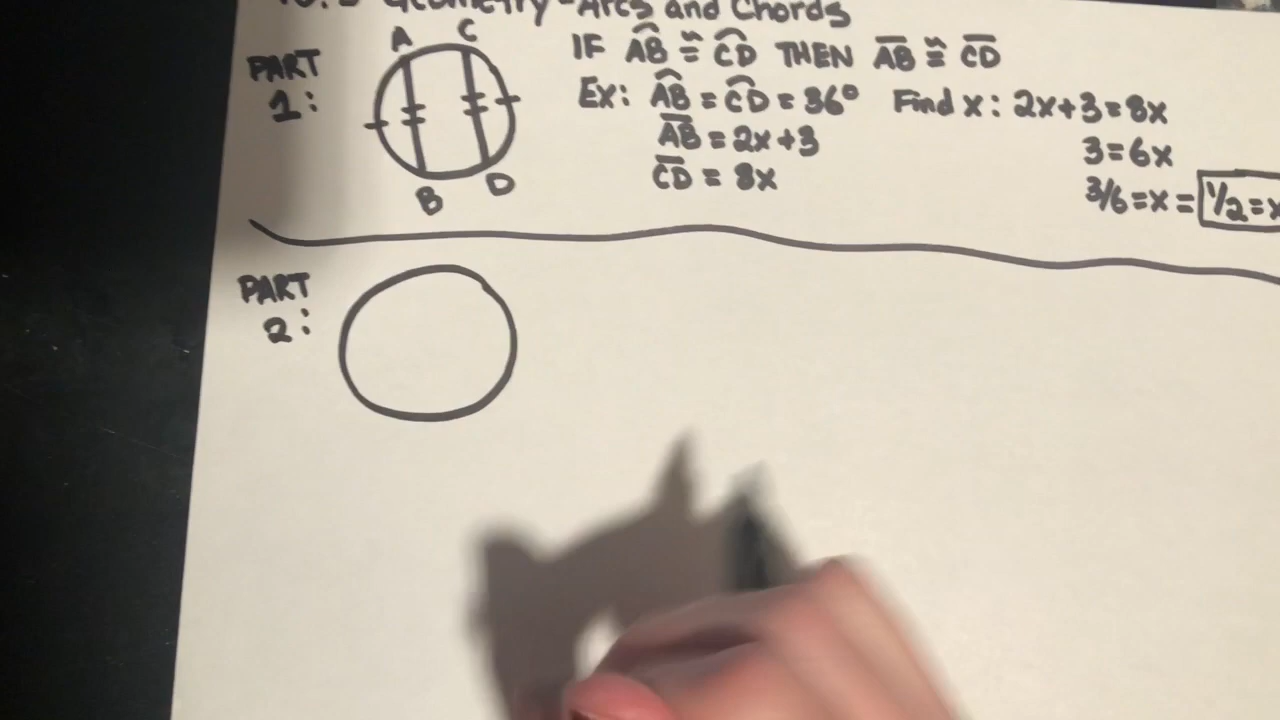 Geometry - Arcs and Chords
PART 1:
A C
B D
IF AB ≅ CD THEN AB ≅ CD
Ex: AB = CD = 36° Find x: 2x+3=8x
AB = 2x+3
CD = 8x
3=6x
3/6=x= 1/2=x
PART 2: